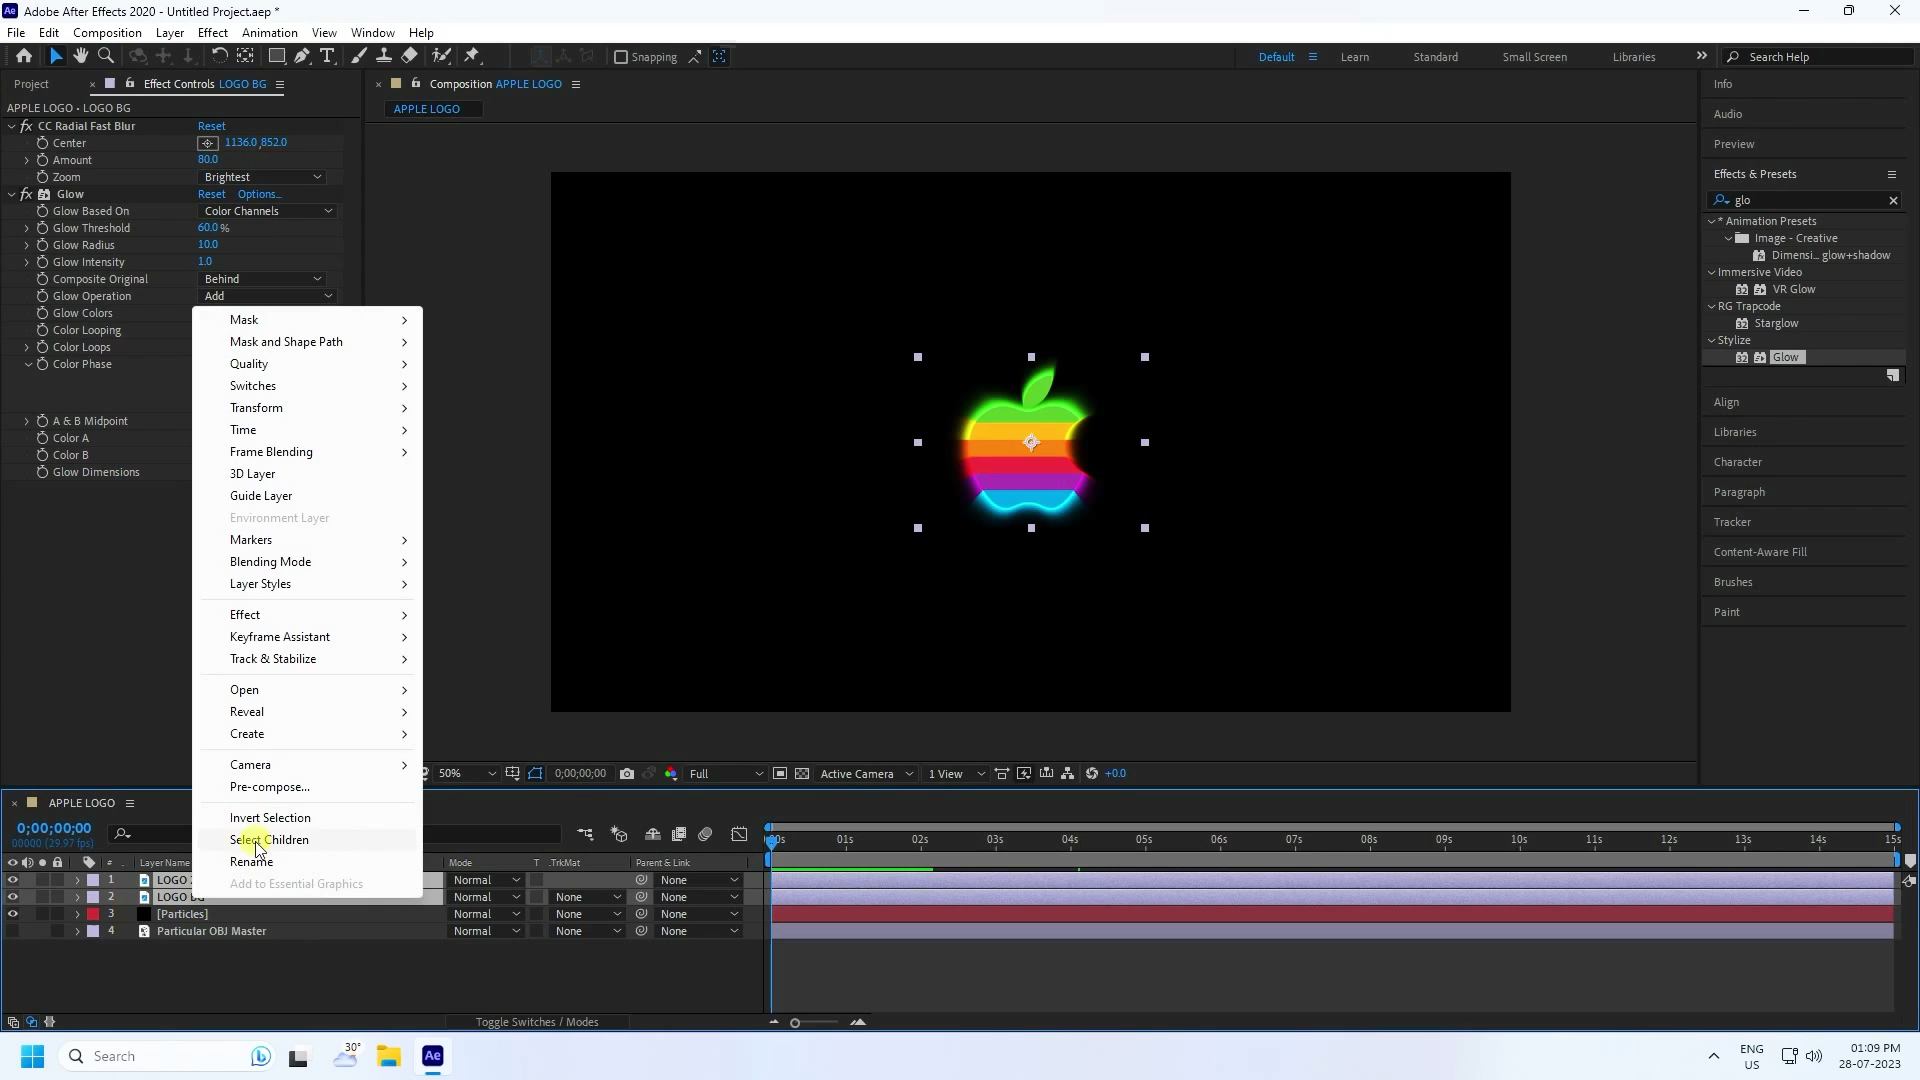 Adobe After Effects 2020 - Untitled Project.aep *
File Edit Composition Layer Effect Animation View Window Help
Snapping Default Learn Standard Small Screen Libraries Search Help
Project Effect Controls LOGO BG
APPLE LOGO • LOGO BG
CC Radial Fast Blur Reset
Center 1136.0,852.0
Amount 80.0
Zoom Brightest
Glow Reset Options...
Glow Based On Color Channels
Glow Threshold 60.0 %
Glow Radius 10.0
Glow Intensity 1.0
Composite Original Behind
Glow Operation Add
Glow Colors
Color Looping
Color Loops
Color Phase
A & B Midpoint
Color A
Color B
Glow Dimensions
Mask
Mask and Shape Path
Quality
Switches
Transform
Time
Frame Blending
3D Layer
Guide Layer
Environment Layer
Markers
Blending Mode
Layer Styles
Effect
Keyframe Assistant
Track & Stabilize
Open
Reveal
Create
Camera
Pre-compose...
Invert Selection
Select Children
Rename
Add to Essential Graphics
Composition APPLE LOGO
APPLE LOGO
50% 0;00;00;00 Full Active Camera 1 View +0.0
Info
Audio
Preview
Effects & Presets
glo
* Animation Presets
Image - Creative
Dimensi... glow+shadow
Immersive Video
VR Glow
RG Trapcode
Starglow
Stylize
Glow
Align
Libraries
Character
Paragraph
Tracker
Content-Aware Fill
Brushes
Paint
APPLE LOGO
0;00;00;00
00000 (29.97 fps)
00s 01s 02s 03s 04s 05s 06s 07s 08s 09s 10s 11s 12s 13s 14s 15s
# Layer Name Mode T .TrkMat Parent & Link
1 LOGO Normal None
2 LOGO BG Normal None None
3 [Particles] Normal None None
4 Particular OBJ Master Normal None None
Toggle Switches / Modes
Search 30° Ae ENG US 01:09 PM 28-07-2023